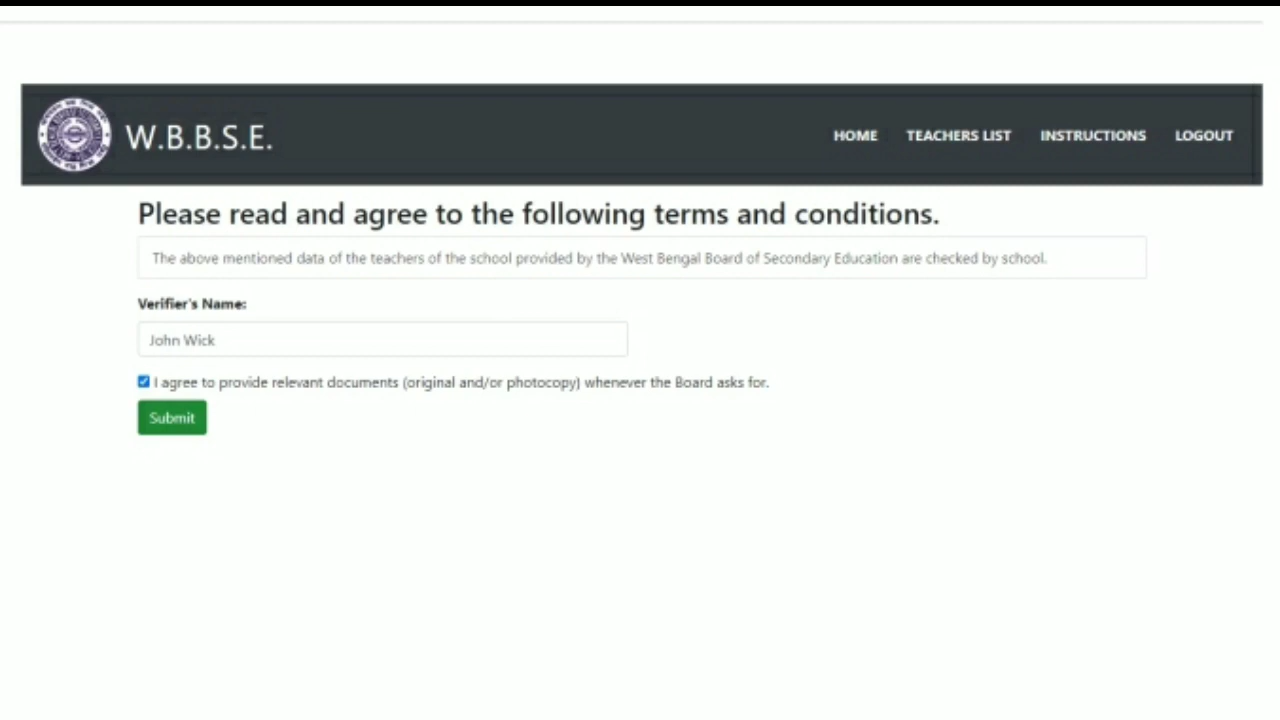 W.B.B.S.E.
HOME TEACHERS LIST INSTRUCTIONS LOGOUT
Please read and agree to the following terms and conditions.
The above mentioned data of the teachers of the school provided by the West Bengal Board of Secondary Education are checked by school.
Verifier's Name:
John Wick
I agree to provide relevant documents (original and/or photocopy) whenever the Board asks for.
Submit